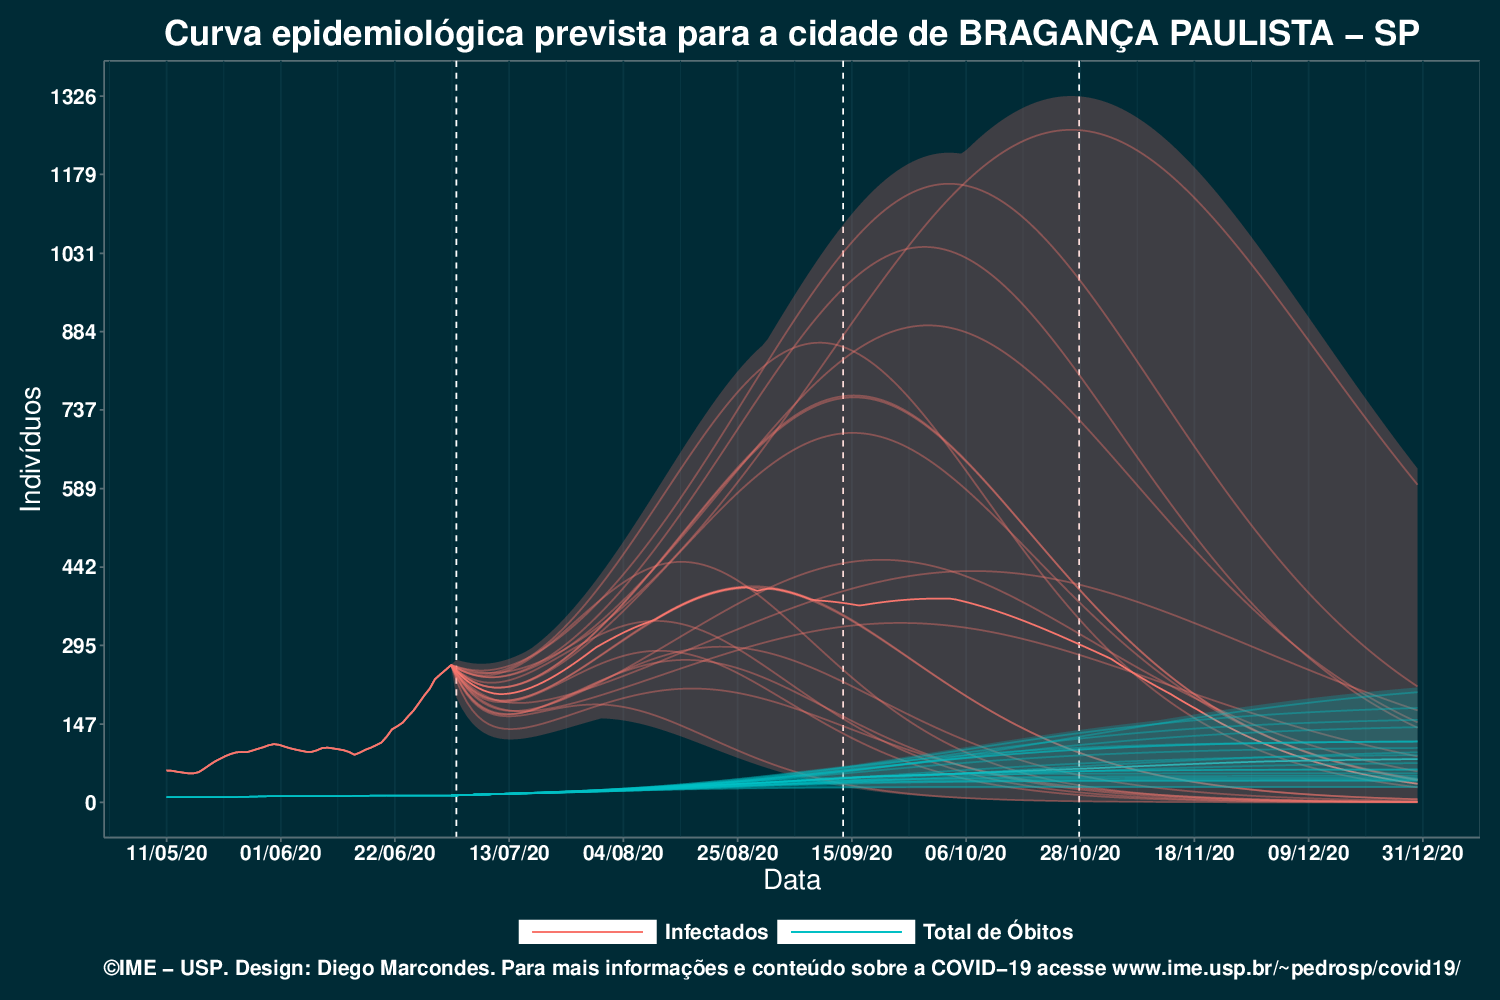 Curva epidemiológica prevista para a cidade de BRAGANÇA PAULISTA – SP
Indivíduos
1326
1179
1031
884
737
589
442
295
147
0
11/05/20 01/06/20 22/06/20 13/07/20 04/08/20 25/08/20 15/09/20 06/10/20 28/10/20 18/11/20 09/12/20 31/12/20
Data
Infectados Total de Óbitos
©IME – USP. Design: Diego Marcondes. Para mais informações e conteúdo sobre a COVID–19 acesse www.ime.usp.br/~pedrosp/covid19/